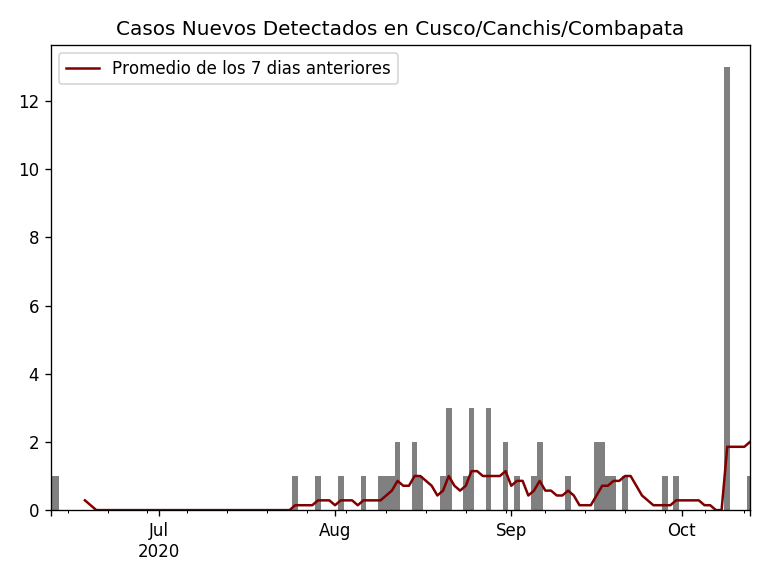 Casos Nuevos Detectados en Cusco/Canchis/Combapata
Promedio de los 7 dias anteriores
12
10
8
6
4
2
0
Jul
2020
Aug
Sep
Oct